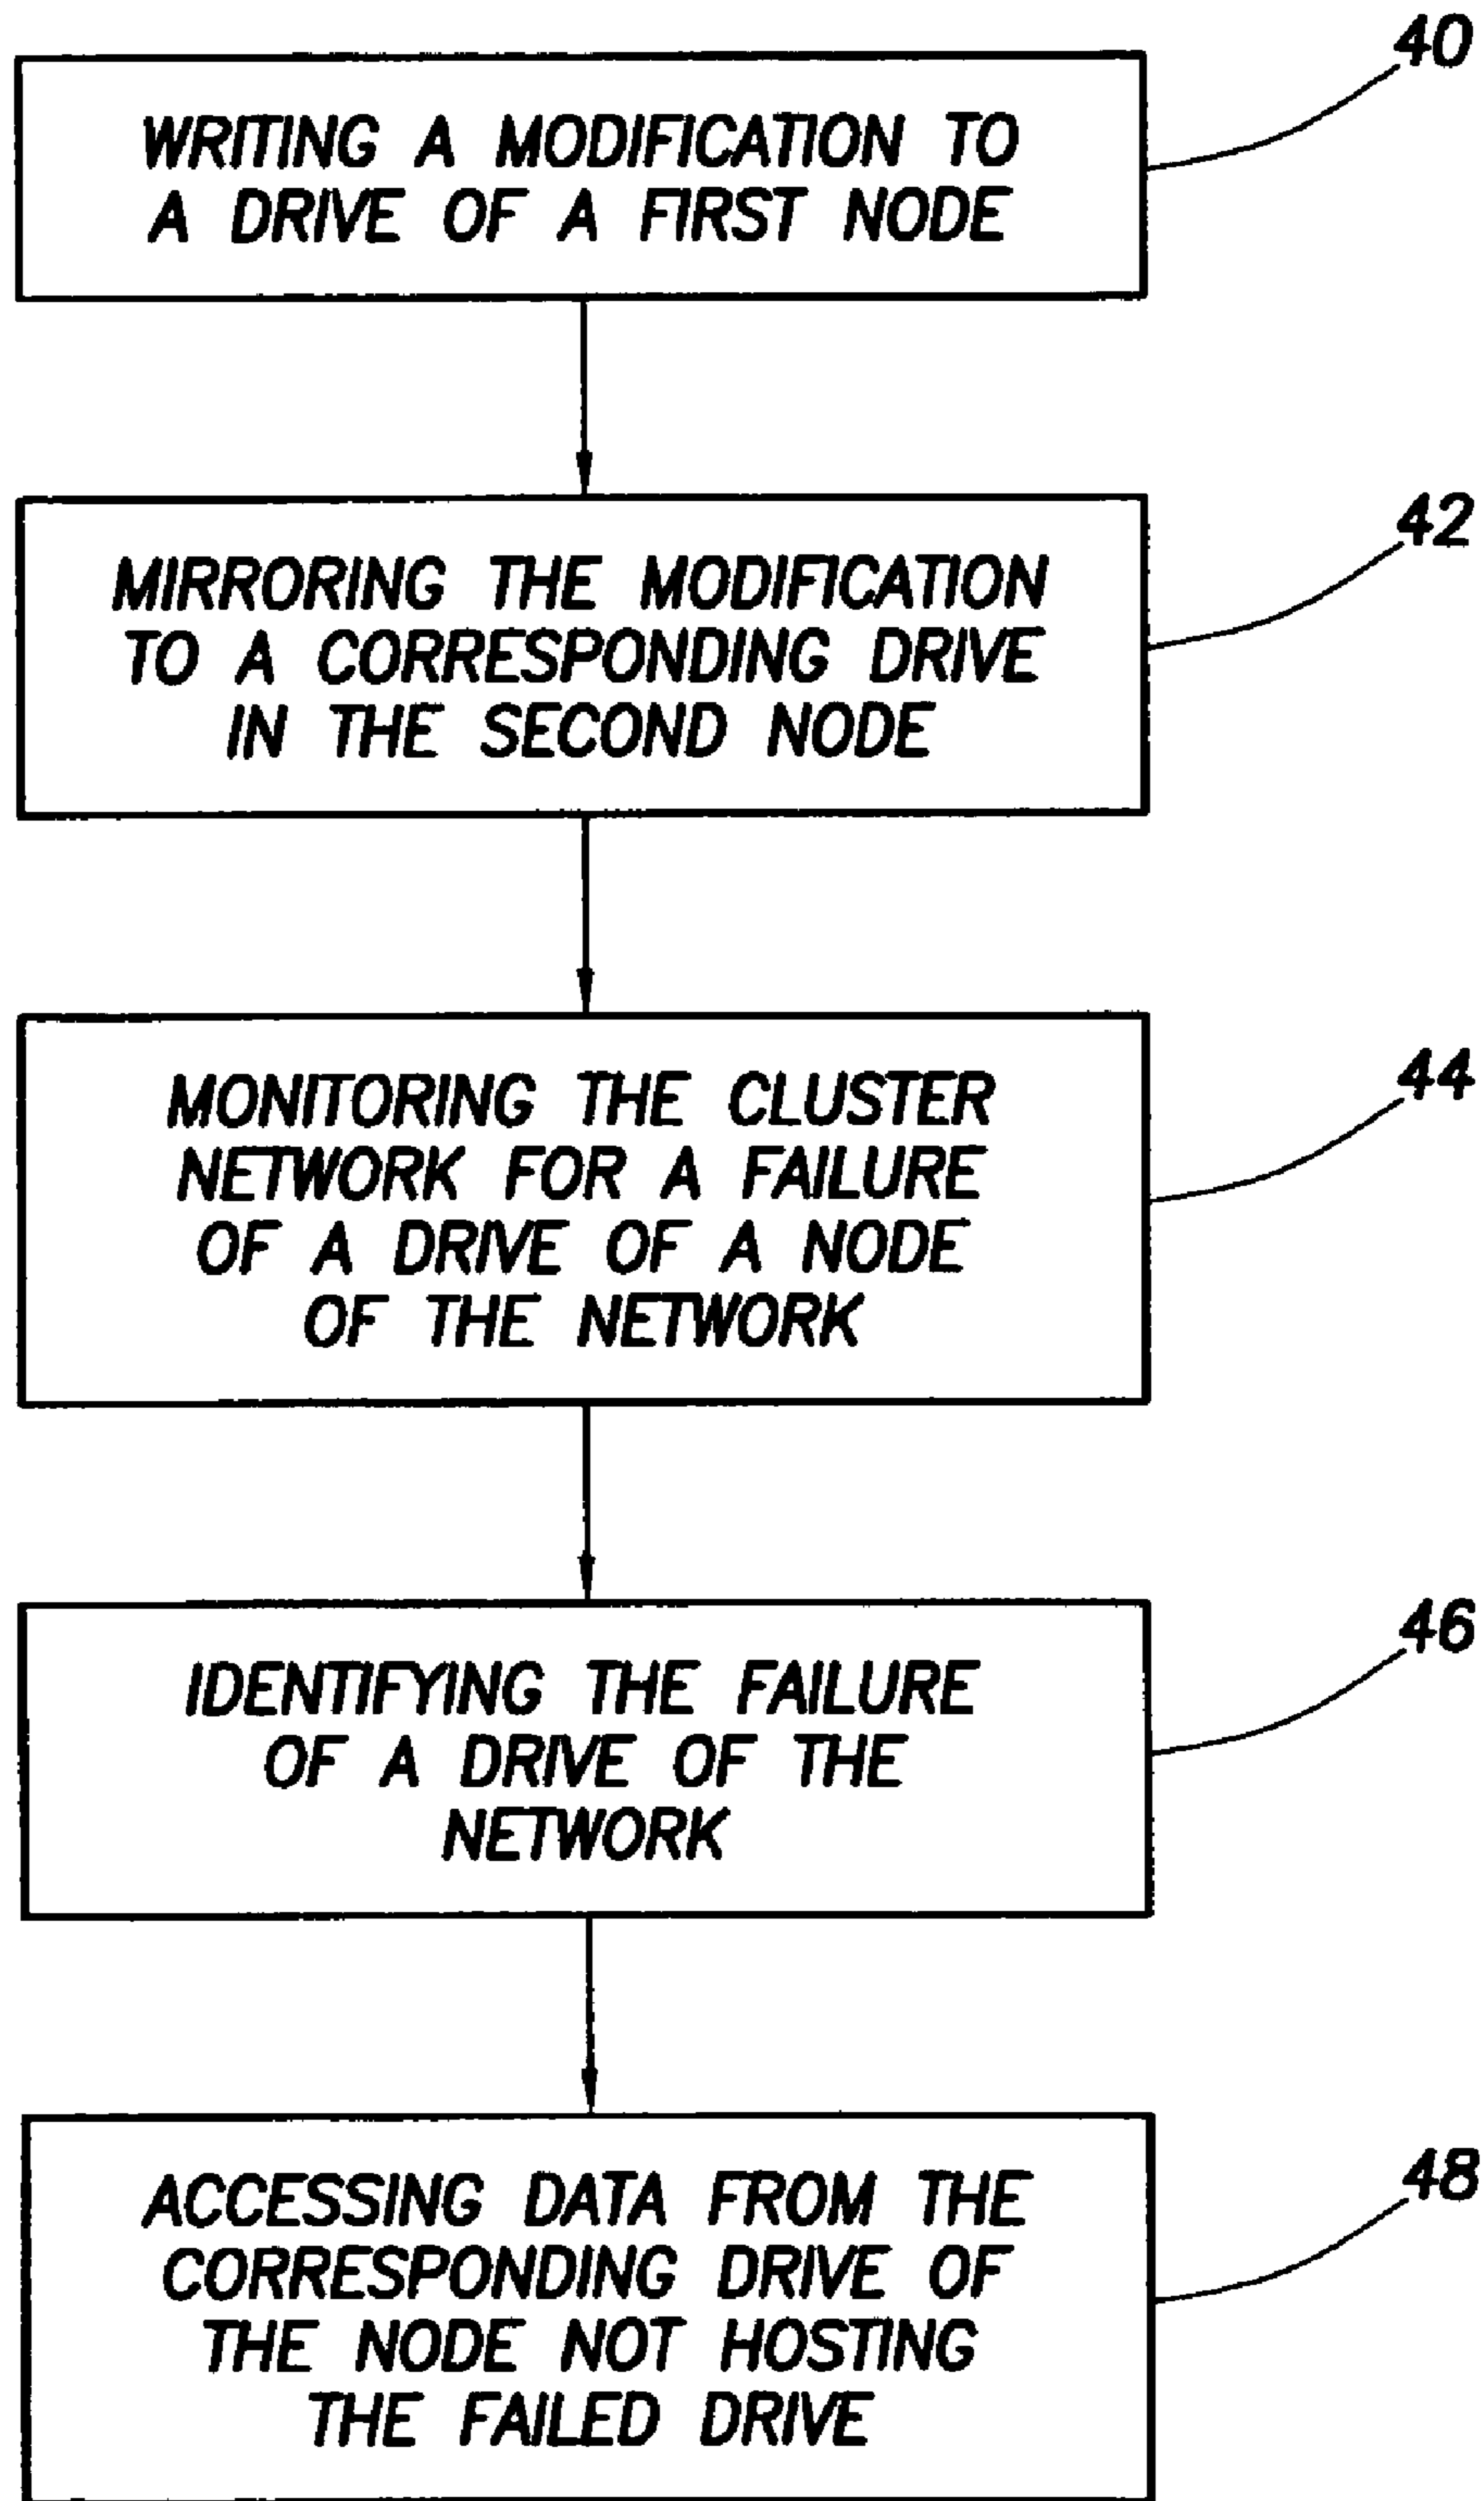 40
WRITING A MODIFICATION TO
A DRIVE OF A FIRST NODE
42
MIRRORING THE MODIFICATION
TO A CORRESPONDING DRIVE
IN THE SECOND NODE
44
MONITORING THE CLUSTER
NETWORK FOR A FAILURE
OF A DRIVE OF A NODE
OF THE NETWORK
46
IDENTIFYING THE FAILURE
OF A DRIVE OF THE
NETWORK
48
ACCESSING DATA FROM THE
CORRESPONDING DRIVE OF
THE NODE NOT HOSTING
THE FAILED DRIVE